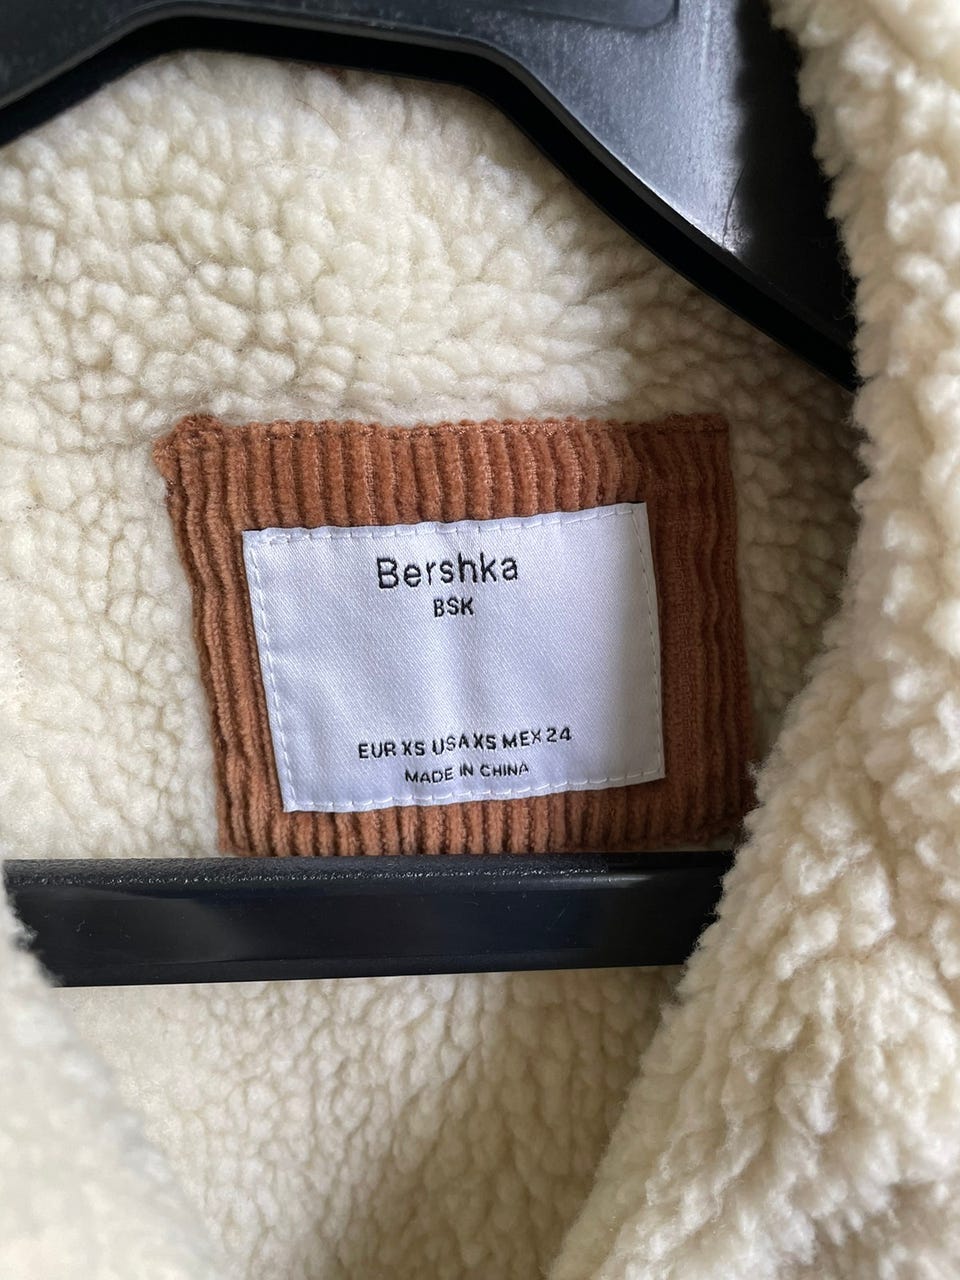 Bershka
BSK
EUR XS USA XS MEX 24
MADE IN CHINA